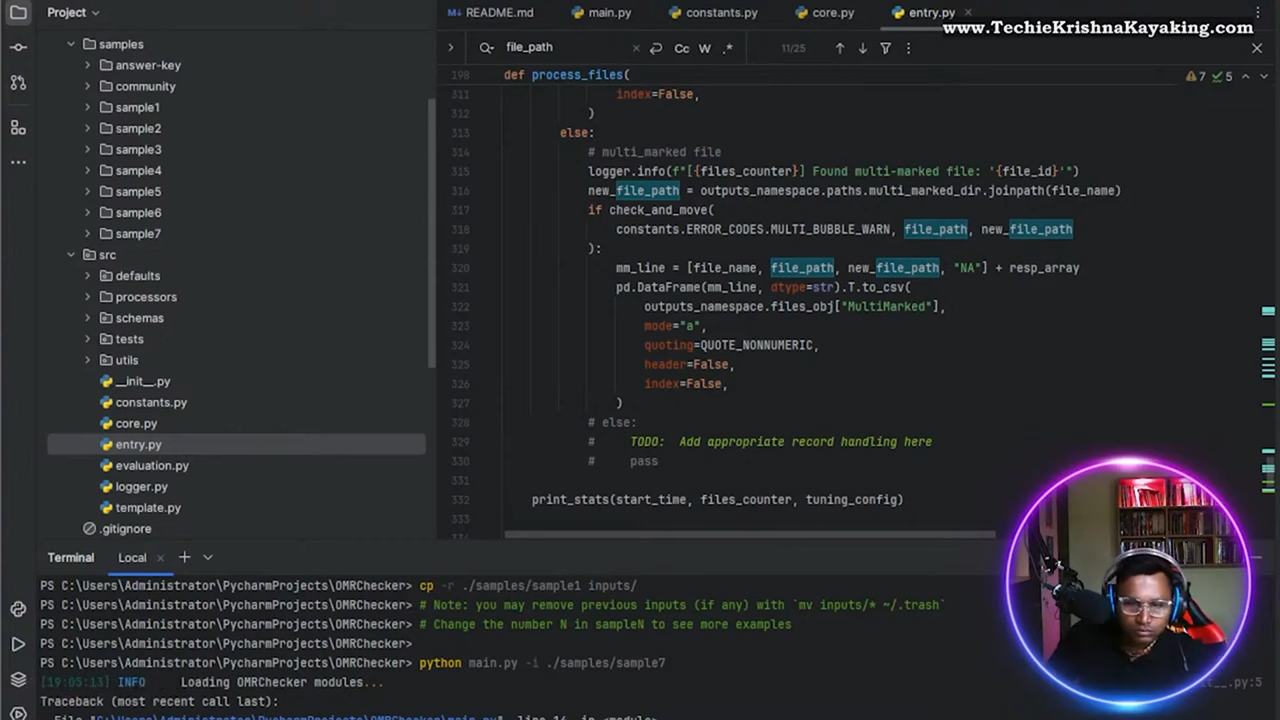 Project
README.md
main.py
constants.py
core.py
entry.py
www.TechieKrishnaKayaking.com
file_path
Cc W .*
11/25
7 5
samples
answer-key
community
sample1
sample2
sample3
sample4
sample5
sample6
sample7
src
defaults
processors
schemas
tests
utils
__init__.py
constants.py
core.py
entry.py
evaluation.py
logger.py
template.py
.gitignore
198 def process_files(
311 index=False,
312 )
313 else:
314 # multi_marked file
315 logger.info(f"[{files_counter}] Found multi-marked file: '{file_id}'")
316 new_file_path = outputs_namespace.paths.multi_marked_dir.joinpath(file_name)
317 if check_and_move(
318 constants.ERROR_CODES.MULTI_BUBBLE_WARN, file_path, new_file_path
319 ):
320 mm_line = [file_name, file_path, new_file_path, "NA"] + resp_array
321 pd.DataFrame(mm_line, dtype=str).T.to_csv(
322 outputs_namespace.files_obj["MultiMarked"],
323 mode="a",
324 quoting=QUOTE_NONNUMERIC,
325 header=False,
326 index=False,
327 )
328 # else:
329 # TODO: Add appropriate record handling here
330 # pass
331
332 print_stats(start_time, files_counter, tuning_config)
333
Terminal
Local
PS C:\Users\Administrator\PycharmProjects\OMRChecker> cp -r ./samples/sample1 inputs/
PS C:\Users\Administrator\PycharmProjects\OMRChecker> # Note: you may remove previous inputs (if any) with `mv inputs/* ~/.trash`
PS C:\Users\Administrator\PycharmProjects\OMRChecker> # Change the number N in sampleN to see more examples
PS C:\Users\Administrator\PycharmProjects\OMRChecker>
PS C:\Users\Administrator\PycharmProjects\OMRChecker> python main.py -i ./samples/sample7
[19:05:13] INFO Loading OMRChecker modules...
.py:5
Traceback (most recent call last):